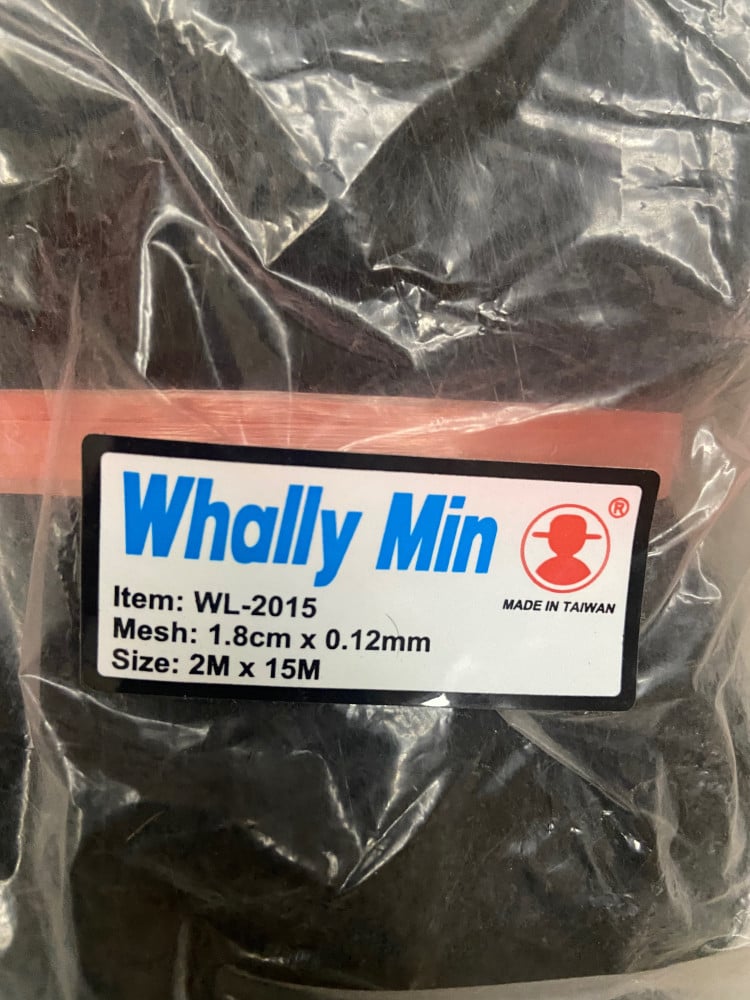 Whally Min
®
MADE IN TAIWAN
Item: WL-2015
Mesh: 1.8cm x 0.12mm
Size: 2M x 15M